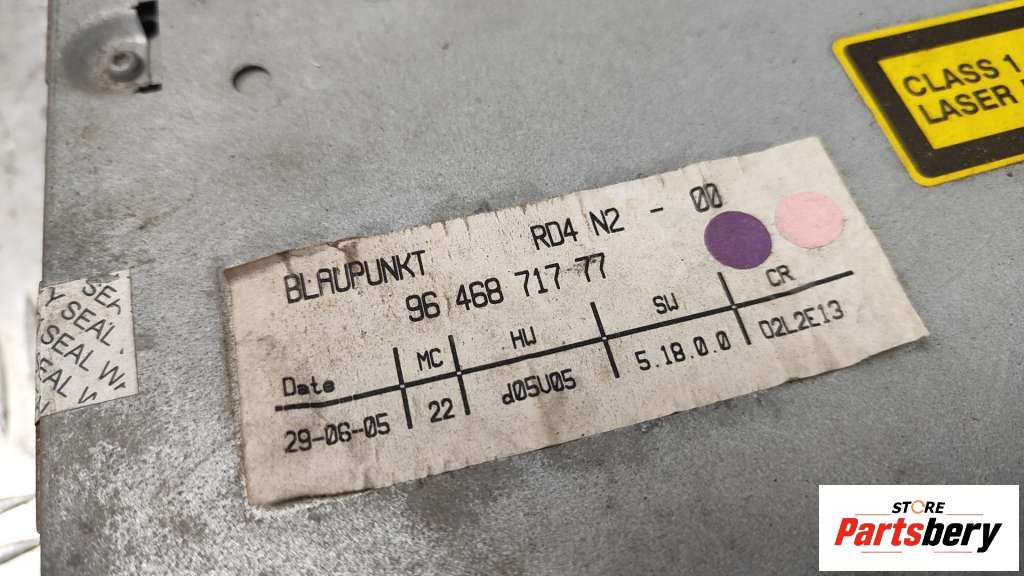 CLASS 1
LASER
BLAUPUNKT RD4 N2 - 00
96 468 717 77
Date MC HW SW CR
29-06-05 22 d05U05 5.18.0.0 02L2E13
SEAL
SEAL
STORE
Partsbery